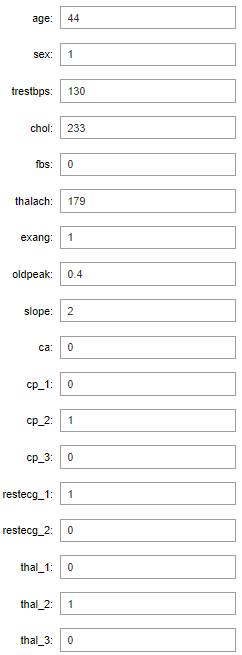 age: 44
sex: 1
trestbps: 130
chol: 233
fbs: 0
thalach: 179
exang: 1
oldpeak: 0.4
slope: 2
ca: 0
cp_1: 0
cp_2: 1
cp_3: 0
restecg_1: 1
restecg_2: 0
thal_1: 0
thal_2: 1
thal_3: 0